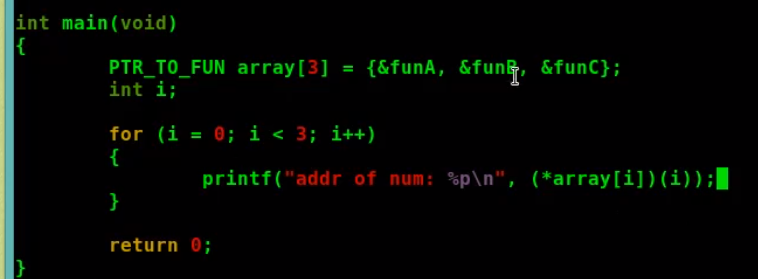 int main(void)
{
        PTR_TO_FUN array[3] = {&funA, &funB, &funC};
        int i;

        for (i = 0; i < 3; i++)
        {
                printf("addr of num: %p\n", (*array[i])(i));
        }

        return 0;
}